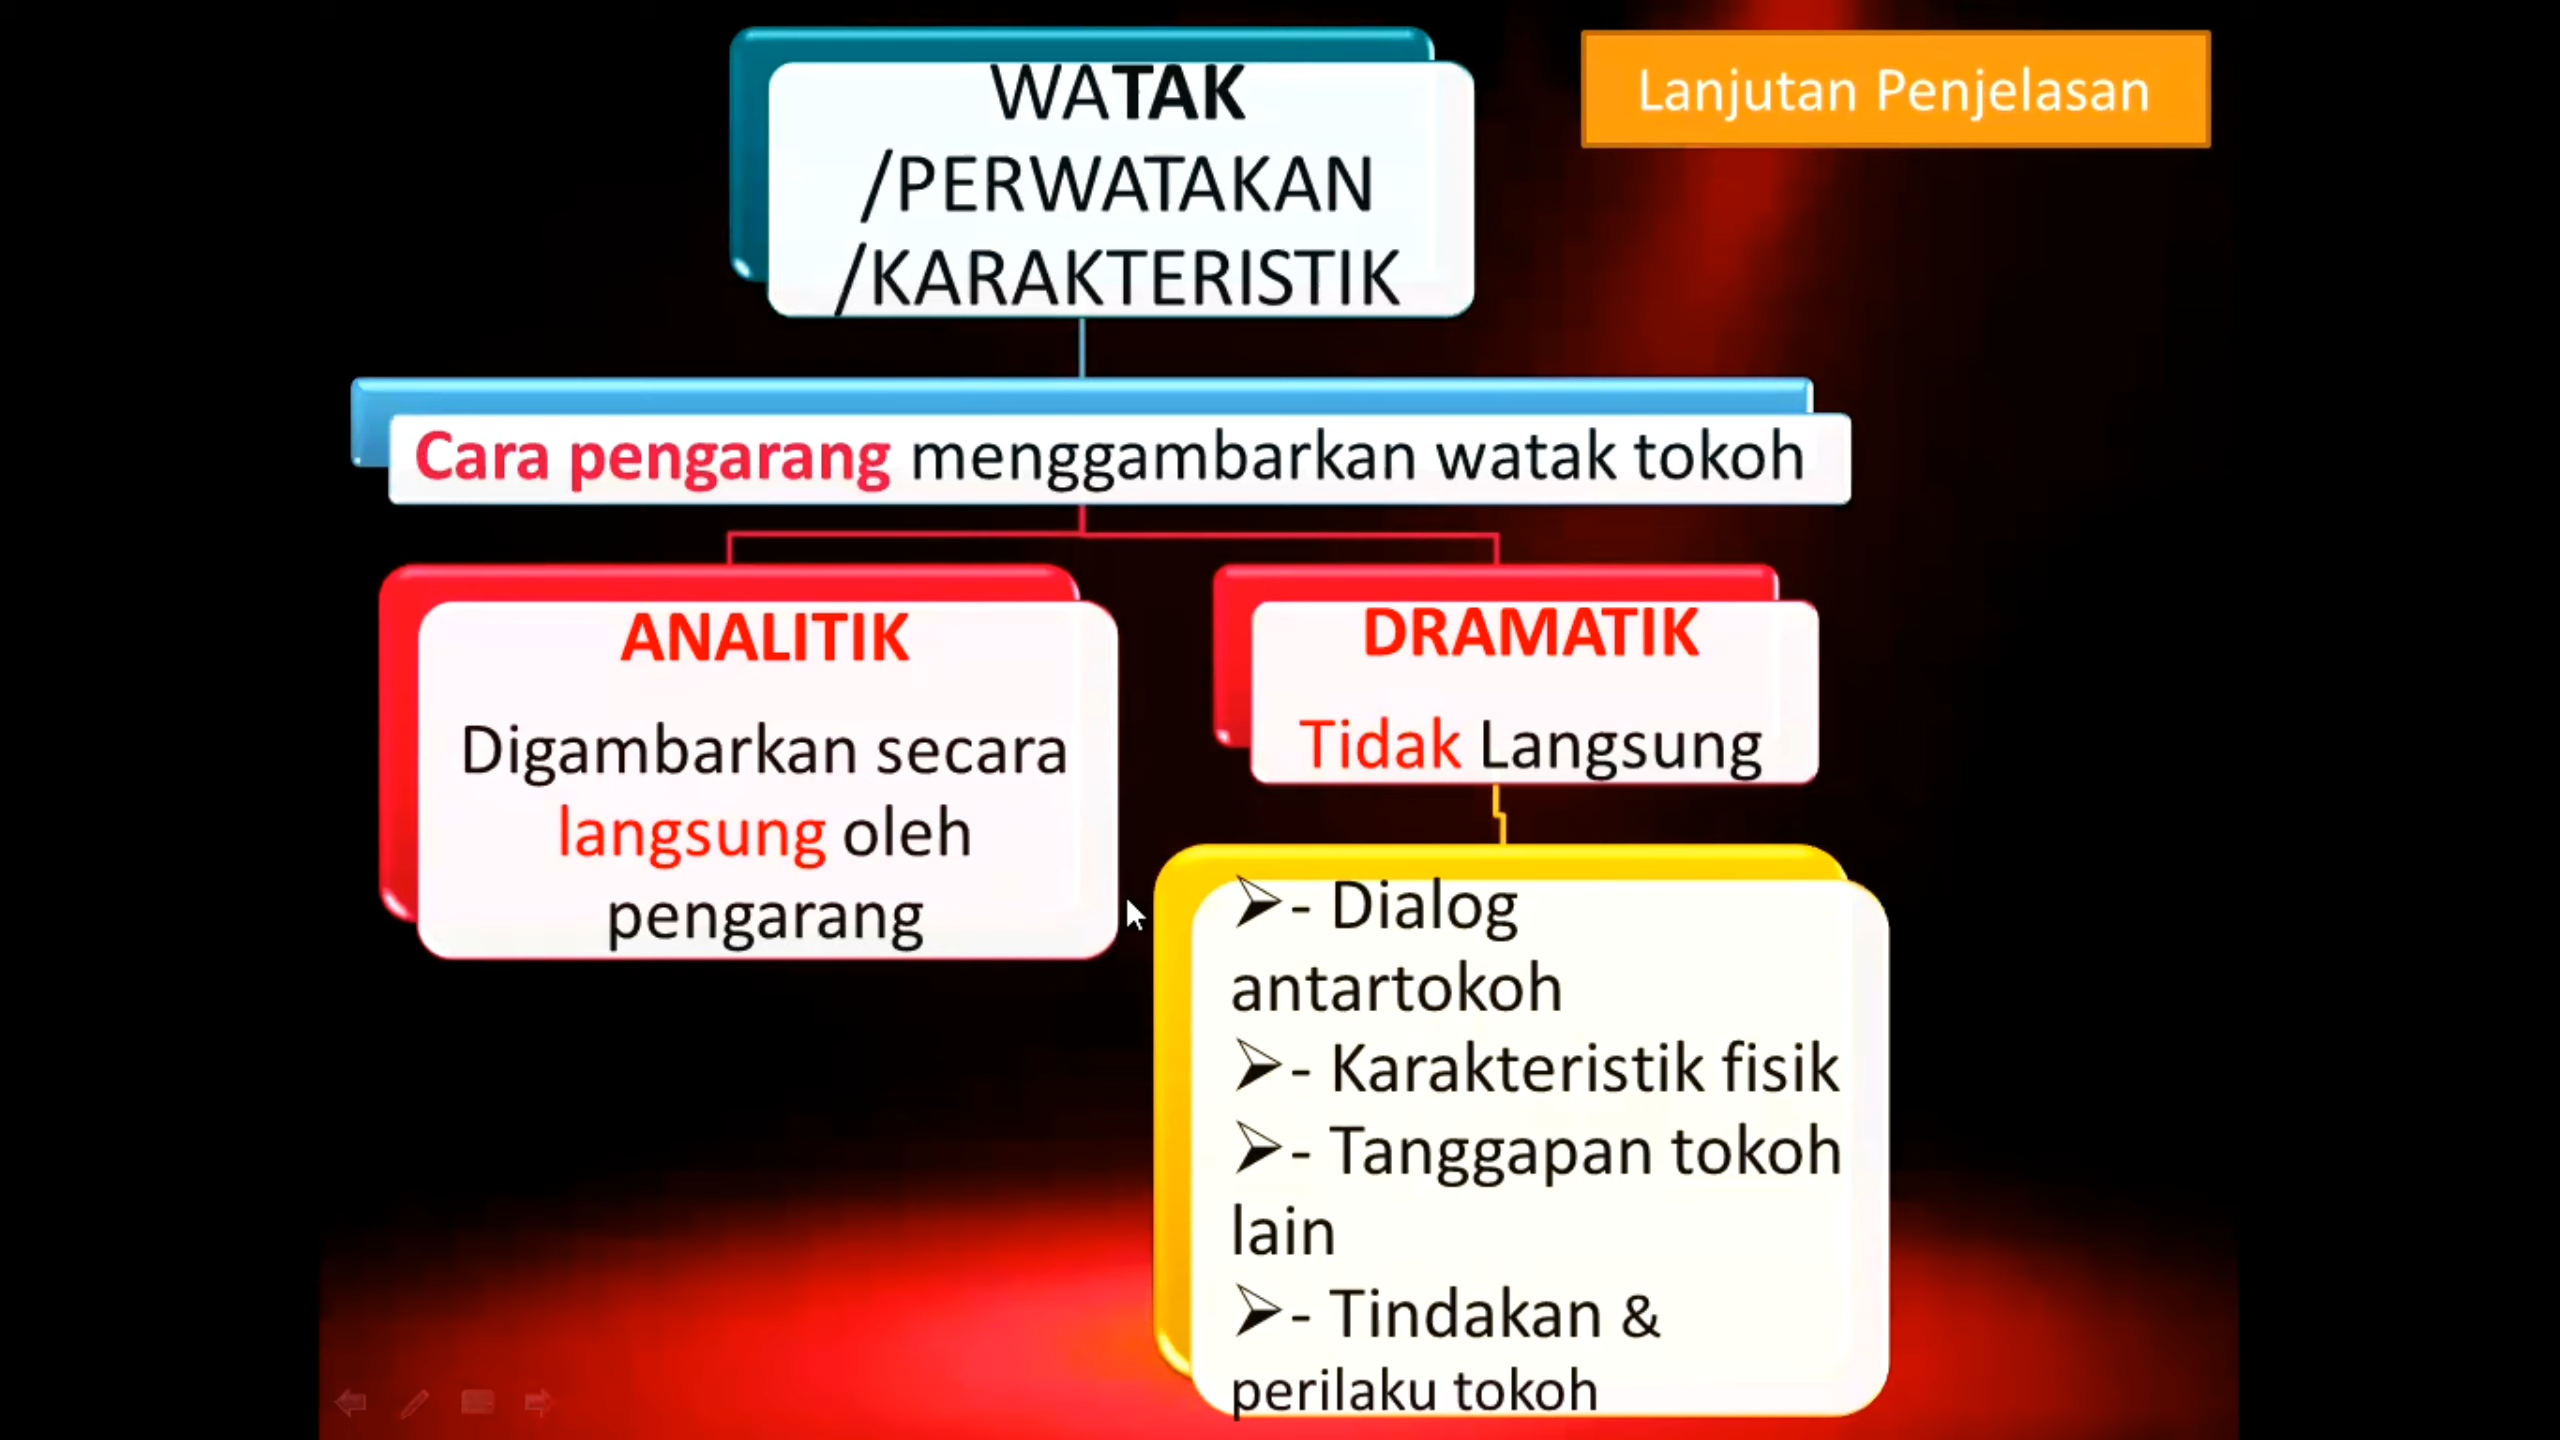 WATAK
/PERWATAKAN
/KARAKTERISTIK
Lanjutan Penjelasan
Cara pengarang menggambarkan watak tokoh
ANALITIK
Digambarkan secara
langsung oleh
pengarang
DRAMATIK
Tidak Langsung
➢- Dialog
antartokoh
➢- Karakteristik fisik
➢- Tanggapan tokoh
lain
➢- Tindakan &
perilaku tokoh